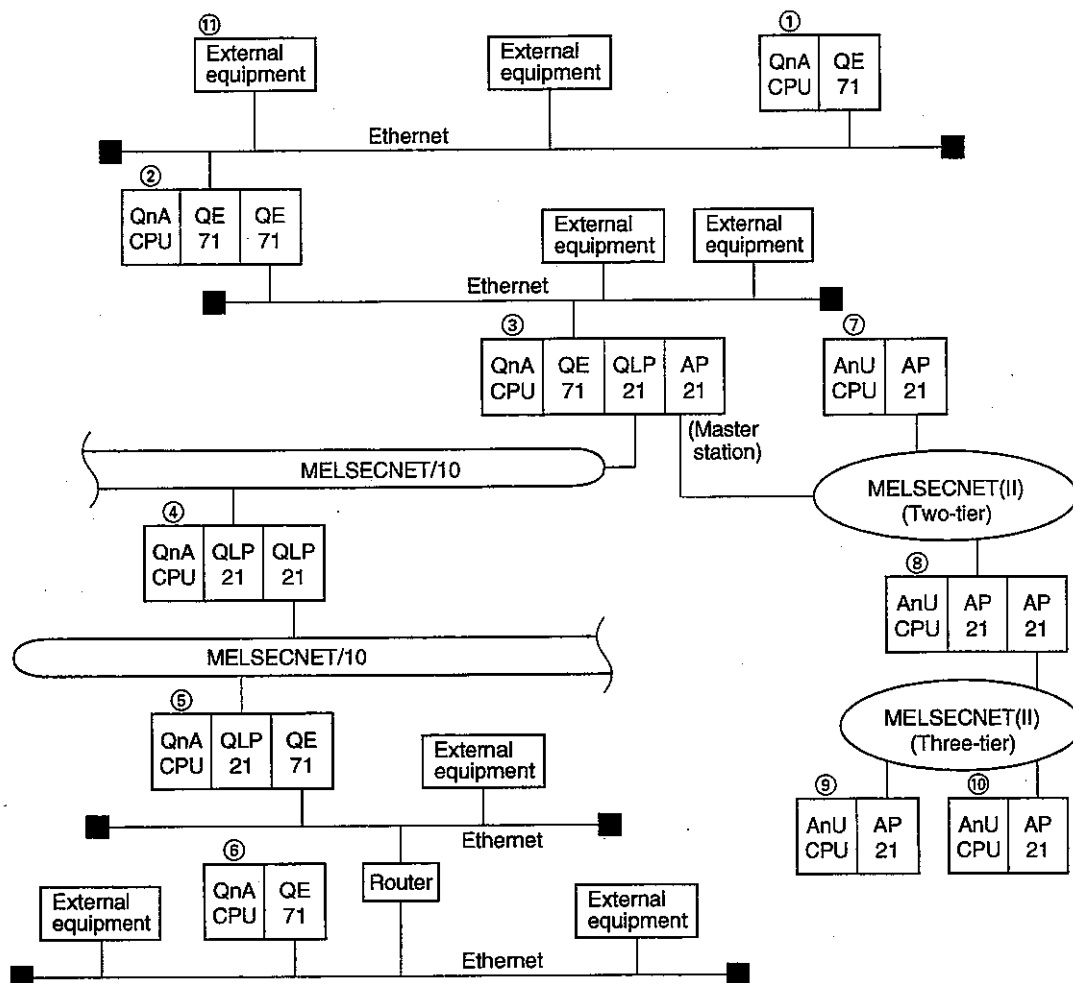 ⑪
External
equipment
External
equipment
①
QnA
CPU
QE
71
Ethernet
②
QnA
CPU
QE
71
QE
71
External
equipment
External
equipment
Ethernet
③
QnA
CPU
QE
71
QLP
21
AP
21
(Master
station)
⑦
AnU
CPU
AP
21
MELSECNET/10
MELSECNET(II)
(Two-tier)
④
QnA
CPU
QLP
21
QLP
21
⑧
AnU
CPU
AP
21
AP
21
MELSECNET/10
MELSECNET(II)
(Three-tier)
⑤
QnA
CPU
QLP
21
QE
71
External
equipment
Ethernet
⑨
AnU
CPU
AP
21
⑩
AnU
CPU
AP
21
⑥
QnA
CPU
QE
71
Router
External
equipment
External
equipment
Ethernet